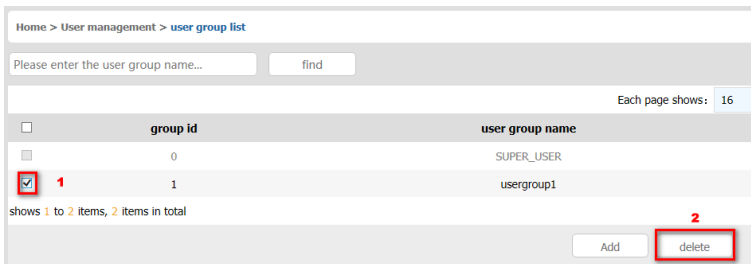 Home > User management > user group list
Please enter the user group name... find
Each page shows: 16
group id user group name
0 SUPER_USER
1 1 usergroup1
shows 1 to 2 items, 2 items in total
2
Add delete